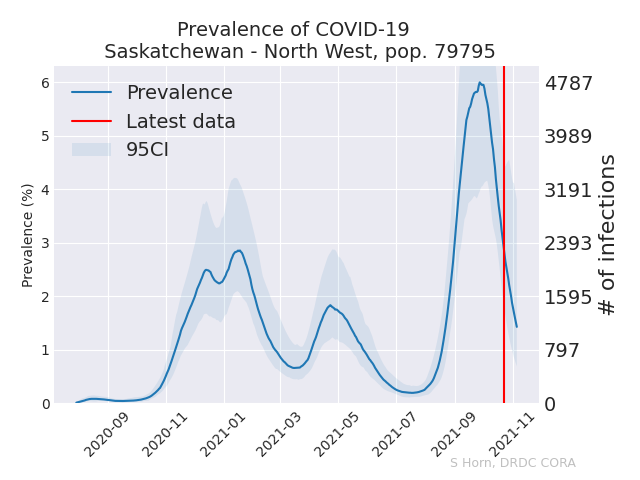 Prevalence of COVID-19
Saskatchewan - North West, pop. 79795
Prevalence
Latest data
95CI
Prevalence (%)
6
5
4
3
2
1
0
4787
3989
3191
2393
1595
797
0
# of infections
2020-09
2020-11
2021-01
2021-03
2021-05
2021-07
2021-09
2021-11
S Horn, DRDC CORA